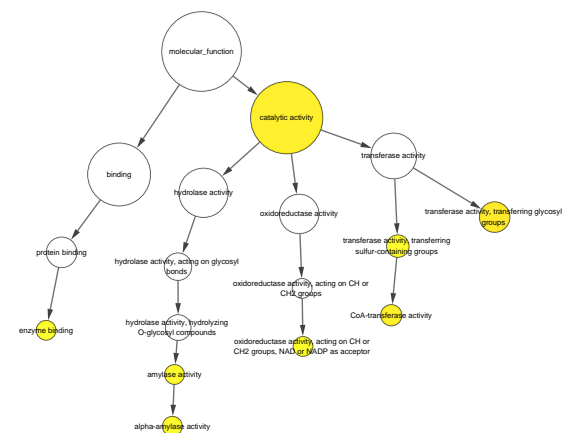 molecular_function
catalytic activity
transferase activity
binding
hydrolase activity
oxidoreductase activity
transferase activity, transferring glycosyl
groups
transferase activity, transferring
sulfur-containing groups
protein binding
hydrolase activity, acting on glycosyl
bonds
oxidoreductase activity, acting on CH or
CH2 groups
CoA-transferase activity
enzyme binding
hydrolase activity, hydrolyzing
O-glycosyl compounds
oxidoreductase activity, acting on CH or
CH2 groups, NAD or NADP as acceptor
amylase activity
alpha-amylase activity